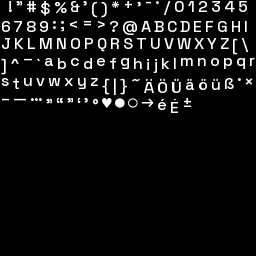 !"#$%&'()*+,-./012345
6789:;<=>?@ABCDEFGHI
JKLMNOPQRSTUVWXYZ[\
]^_`abcdefghijklmnopqr
stuvwxyz{|}~ÄÖÜäöüß°×
–—…”“‘’•♥●○→éÉ±